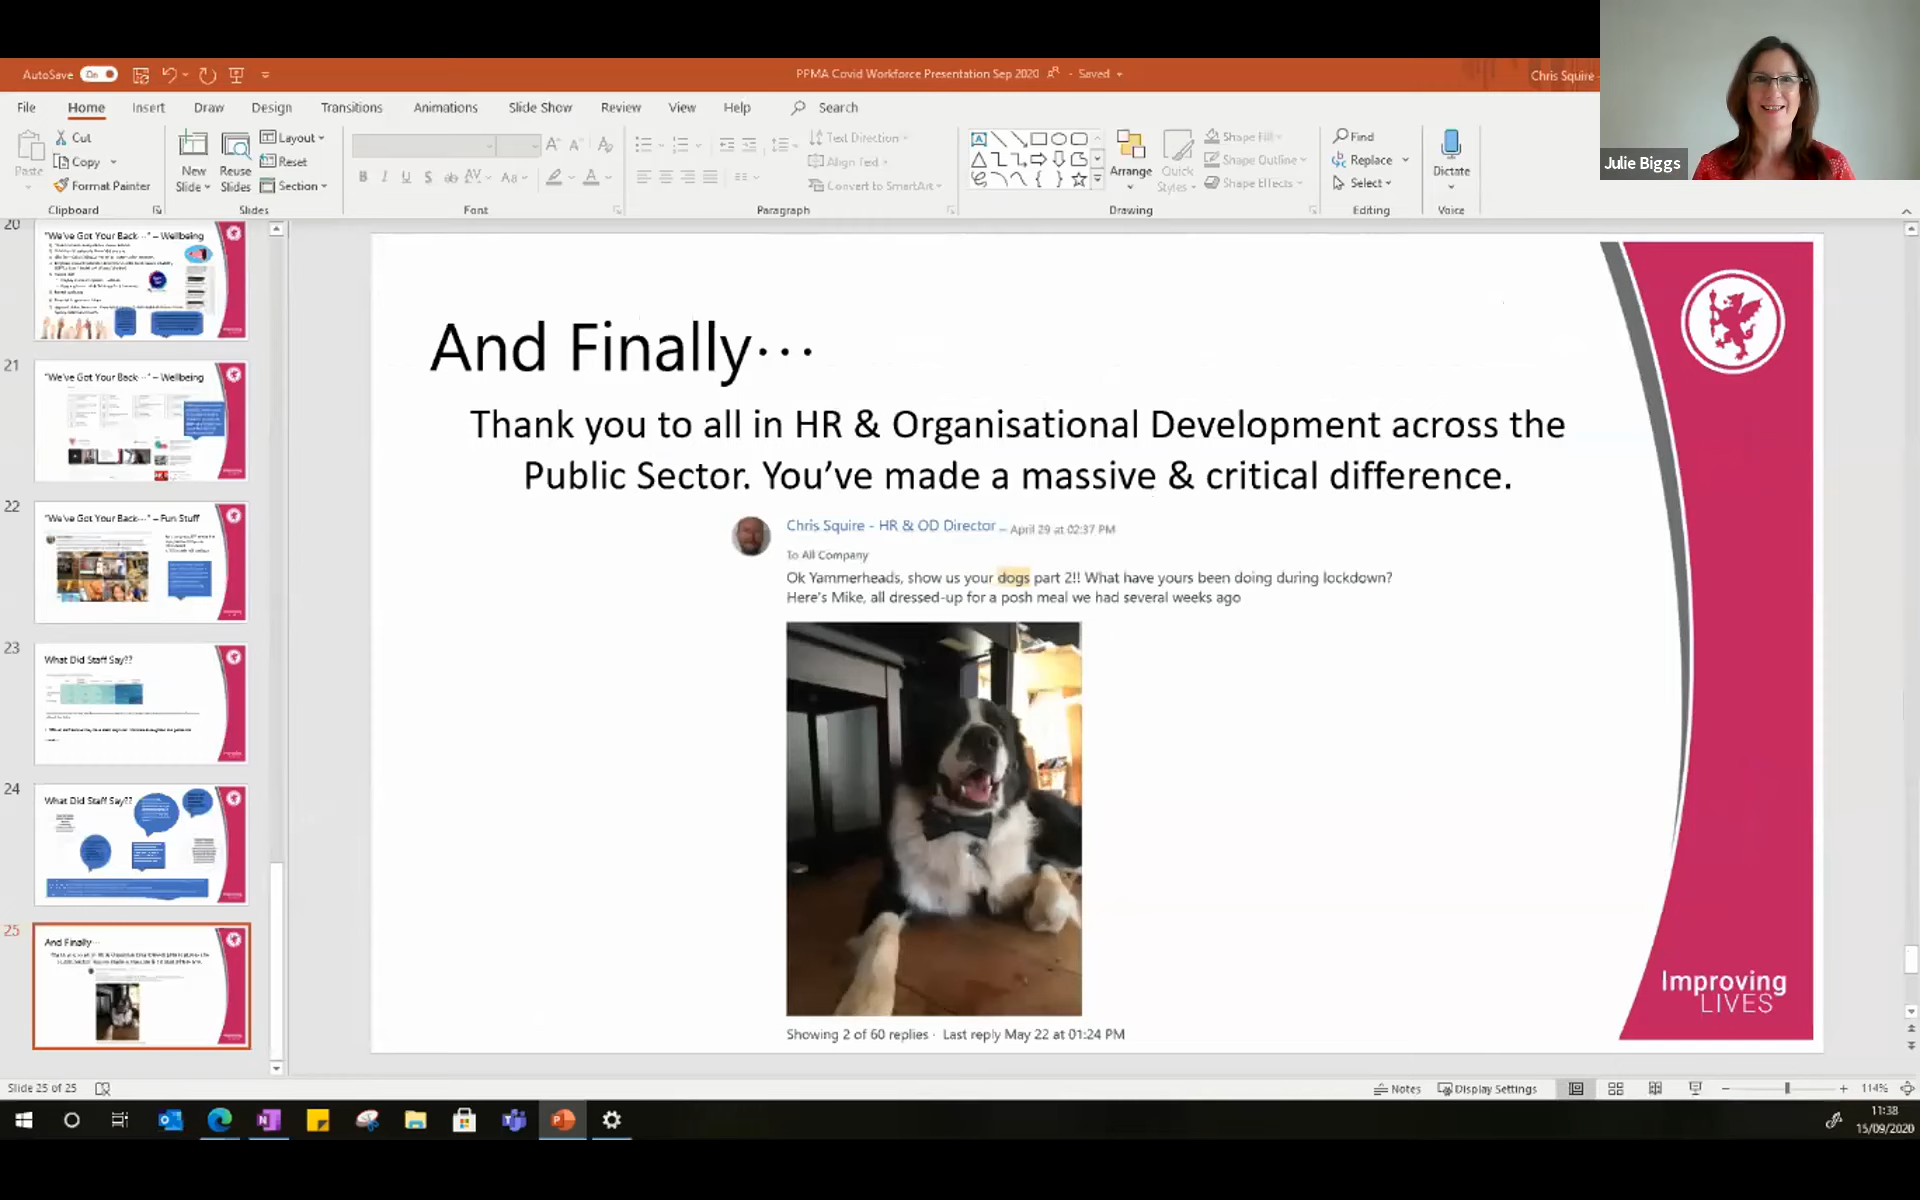 AutoSave On
PPMA Covid Workforce Presentation Sep 2020 - Saved
Chris Squire -
Julie Biggs
File Home Insert Draw Design Transitions Animations Slide Show Review View Help Search
Paste
Cut
Copy
Format Painter
Clipboard
New Slide
Reuse Slides
Layout
Reset
Section
Slides
Font
Text Direction
Align Text
Convert to SmartArt
Paragraph
Arrange
Quick Styles
Shape Fill
Shape Outline
Shape Effects
Drawing
Find
Replace
Select
Editing
Dictate
Voice
20
"We've Got Your Back…" – Wellbeing
21
"We've Got Your Back…" – Wellbeing
22
"We've Got Your Back…" – Fun Stuff
23
What Did Staff Say??
24
What Did Staff Say??
25
And Finally…
And Finally…
Thank you to all in HR & Organisational Development across the
Public Sector. You've made a massive & critical difference.
Chris Squire - HR & OD Director – April 29 at 02:37 PM
To All Company
Ok Yammerheads, show us your dogs part 2!! What have yours been doing during lockdown?
Here's Mike, all dressed-up for a posh meal we had several weeks ago
Showing 2 of 60 replies · Last reply May 22 at 01:24 PM
Improving
LIVES
Slide 25 of 25
Notes
Display Settings
114%
11:38
15/09/2020